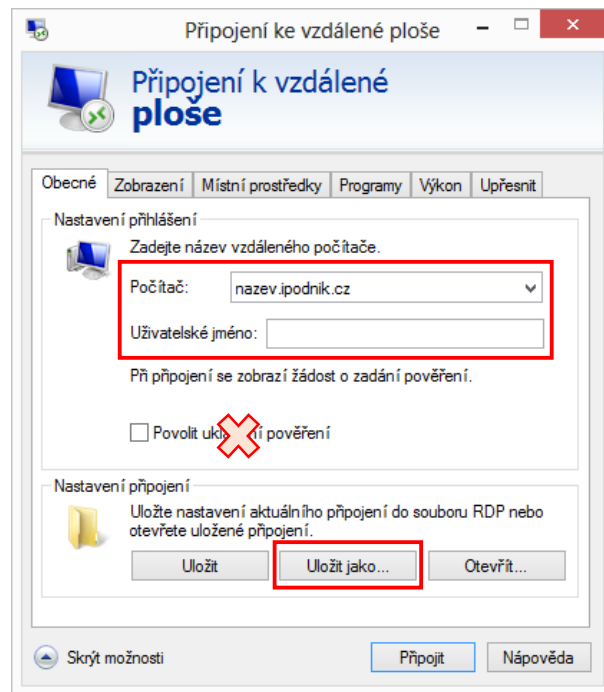 Připojení ke vzdálené ploše
Připojení k vzdálené
ploše
Obecné Zobrazení Místní prostředky Programy Výkon Upřesnit
Nastavení přihlášení
Zadejte název vzdáleného počítače.
Počítač: nazev.ipodnik.cz
Uživatelské jméno:
Při připojení se zobrazí žádost o zadání pověření.
Povolit pověření
Nastavení připojení
Uložte nastavení aktuálního připojení do souboru RDP nebo
otevřete uložené připojení.
Uložit Uložit jako... Otevřít...
Skrýt možnosti Připojit Nápověda